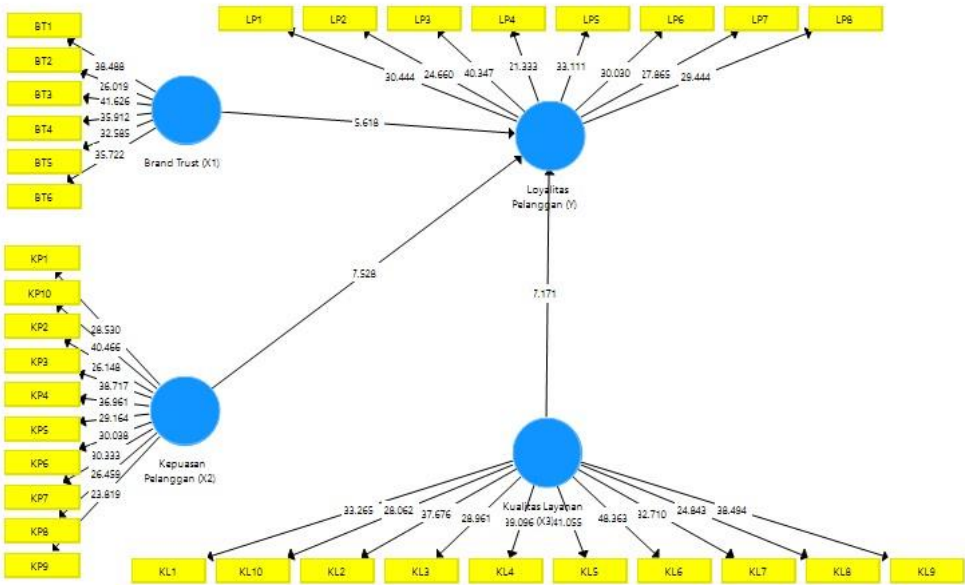 LP1 LP2 LP3 LP4 LP5 LP6 LP7 LP8
30.444 24.660 40.347 21.333 33.111 30.030 27.865 29.444
BT1
BT2
BT3
BT4
BT5
BT6
38.488
26.019
41.626
35.912
32.585
35.722
Brand Trust (X1)
5.618
Loyalitas
Pelanggan (Y)
7.528
7.171
KP1
KP10
KP2
KP3
KP4
KP5
KP6
KP7
KP8
KP9
28.530
40.466
26.148
38.717
36.961
29.164
30.038
30.333
26.459
23.819
Kepuasan
Pelanggan (X2)
Kualitas Layanan
(X3)
33.265 28.062 37.676 28.961 39.096 41.055 48.363 32.710 24.843 38.494
KL1 KL10 KL2 KL3 KL4 KL5 KL6 KL7 KL8 KL9